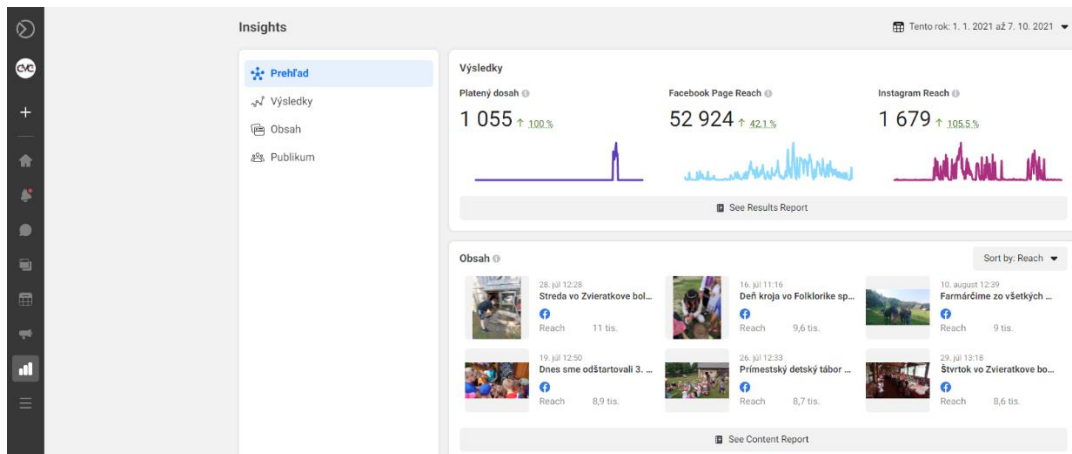 Insights
Tento rok: 1. 1. 2021 až 7. 10. 2021
CVC
Prehľad
Výsledky
Obsah
Publikum
Výsledky
Platený dosah
Facebook Page Reach
Instagram Reach
1 055 ↑ 100 %
52 924 ↑ 42,1 %
1 679 ↑ 105,5 %
See Results Report
Obsah
Sort by: Reach
28. júl 12:28
Streda vo Zvieratkove bol...
Reach 11 tis.
16. júl 11:16
Deň kroja vo Folklorike sp...
Reach 9,6 tis.
10. august 12:39
Farmárčime zo všetkých ...
Reach 9 tis.
19. júl 12:50
Dnes sme odštartovali 3. ...
Reach 8,9 tis.
26. júl 12:33
Prímestský detský tábor ...
Reach 8,7 tis.
29. júl 13:18
Štvrtok vo Zvieratkove bo...
Reach 8,6 tis.
See Content Report